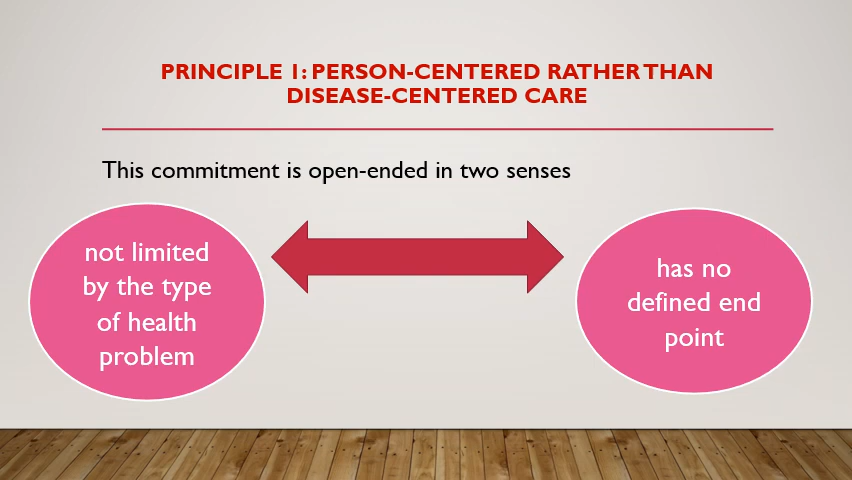 PRINCIPLE 1: PERSON-CENTERED RATHER THAN
DISEASE-CENTERED CARE
This commitment is open-ended in two senses
not limited
by the type
of health
problem
has no
defined end
point